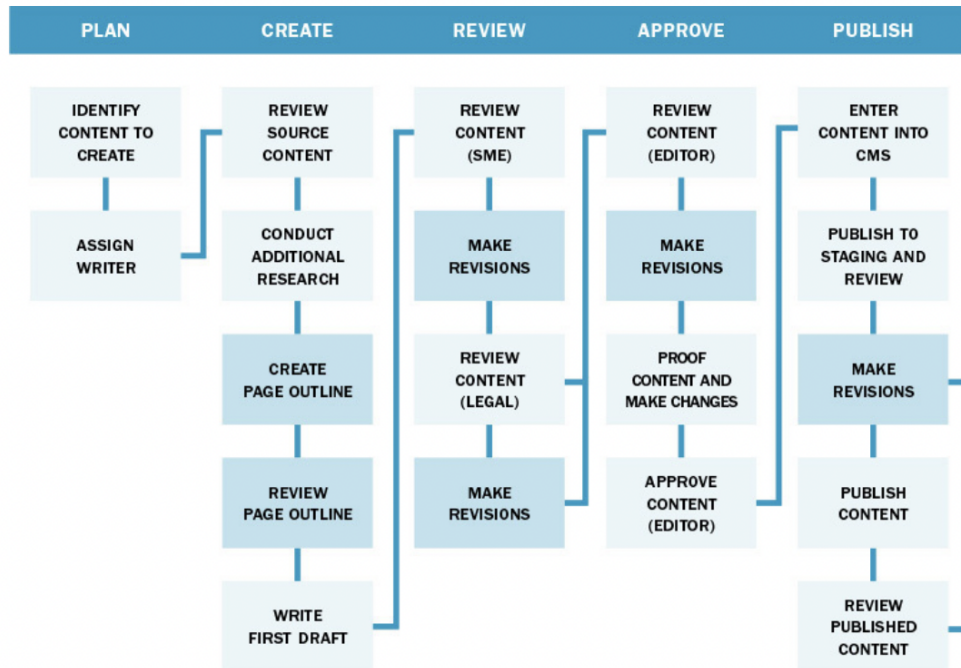 PLAN
CREATE
REVIEW
APPROVE
PUBLISH
IDENTIFY
CONTENT TO
CREATE
ASSIGN
WRITER
REVIEW
SOURCE
CONTENT
CONDUCT
ADDITIONAL
RESEARCH
CREATE
PAGE OUTLINE
REVIEW
PAGE OUTLINE
WRITE
FIRST DRAFT
REVIEW
CONTENT
(SME)
MAKE
REVISIONS
REVIEW
CONTENT
(LEGAL)
MAKE
REVISIONS
REVIEW
CONTENT
(EDITOR)
MAKE
REVISIONS
PROOF
CONTENT AND
MAKE CHANGES
APPROVE
CONTENT
(EDITOR)
ENTER
CONTENT INTO
CMS
PUBLISH TO
STAGING AND
REVIEW
MAKE
REVISIONS
PUBLISH
CONTENT
REVIEW
PUBLISHED
CONTENT